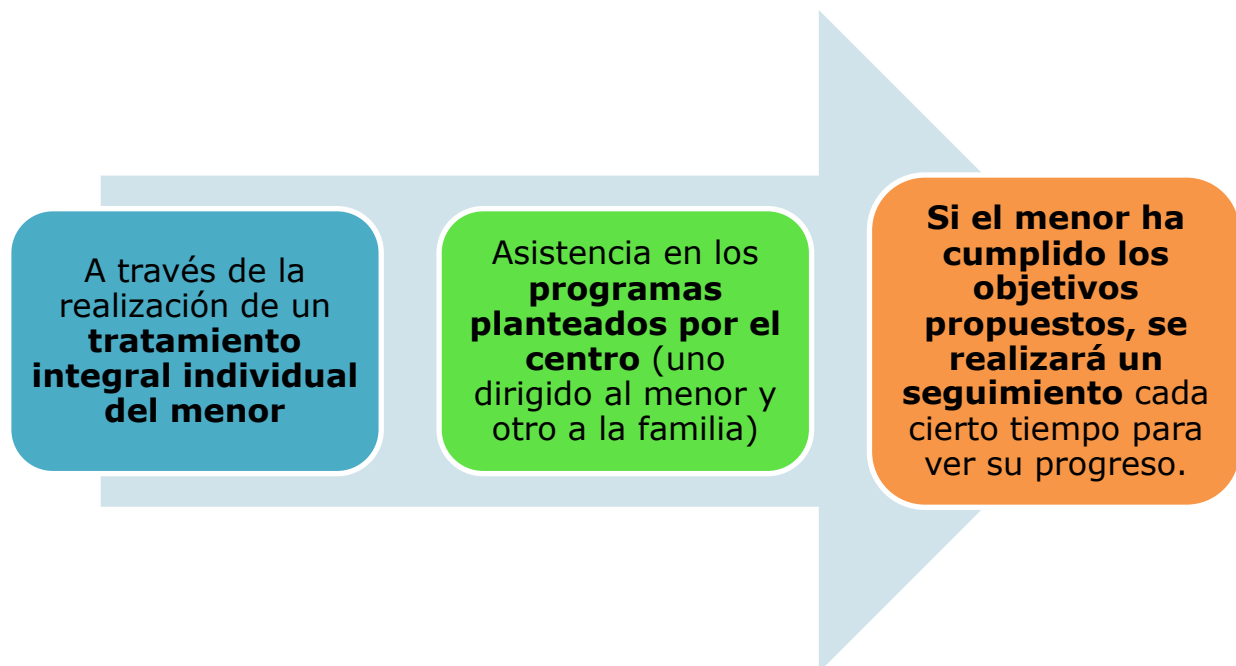 A través de la
realización de un
tratamiento
integral individual
del menor
Asistencia en los
programas
planteados por el
centro (uno
dirigido al menor y
otro a la familia)
Si el menor ha
cumplido los
objetivos
propuestos, se
realizará un
seguimiento cada
cierto tiempo para
ver su progreso.